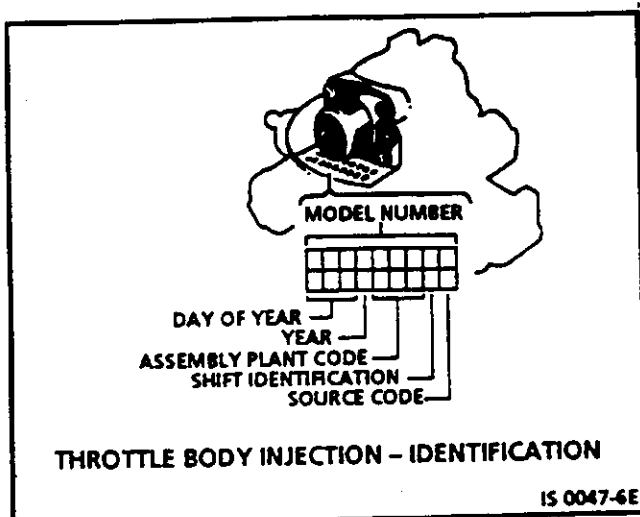 MODEL NUMBER
DAY OF YEAR
YEAR
ASSEMBLY PLANT CODE
SHIFT IDENTIFICATION
SOURCE CODE
THROTTLE BODY INJECTION – IDENTIFICATION
IS 0047-6E